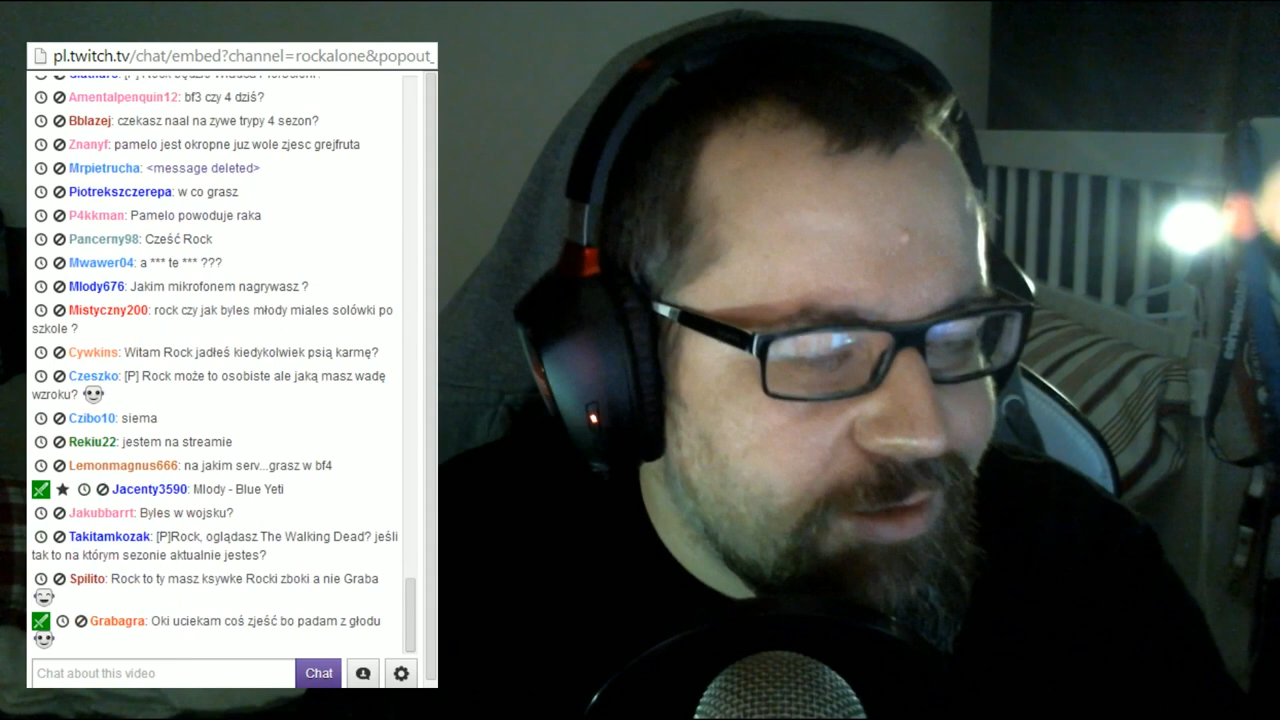 pl.twitch.tv/chat/embed?channel=rockalone&popout_
Amentalpenquin12: bf3 czy 4 dziś?
Bblazej: czekasz naal na zywe trypy 4 sezon?
Znanyf: pamelo jest okropne juz wole zjesc grejfruta
Mrpietrucha: <message deleted>
Piotrekszczerepa: w co grasz
P4kkman: Pamelo powoduje raka
Pancerny98: Cześć Rock
Mwawer04: a *** te *** ???
Mlody676: Jakim mikrofonem nagrywasz ?
Mistyczny200: rock czy jak byles młody miales solówki po
szkole ?
Cywkins: Witam Rock jadłeś kiedykolwiek psią karmę?
Czeszko: [P] Rock może to osobiste ale jaką masz wadę
wzroku?
Czibo10: siema
Rekiu22: jestem na streamie
Lemonmagnus666: na jakim serv...grasz w bf4
Jacenty3590: Mlody - Blue Yeti
Jakubbarrt: Byles w wojsku?
Takitamkozak: [P]Rock, oglądasz The Walking Dead? jeśli
tak to na którym sezonie aktualnie jestes?
Spilito: Rock to ty masz ksywke Rocki zboki a nie Graba
Grabagra: Oki uciekam coś zjeść bo padam z głodu
Chat about this video
Chat